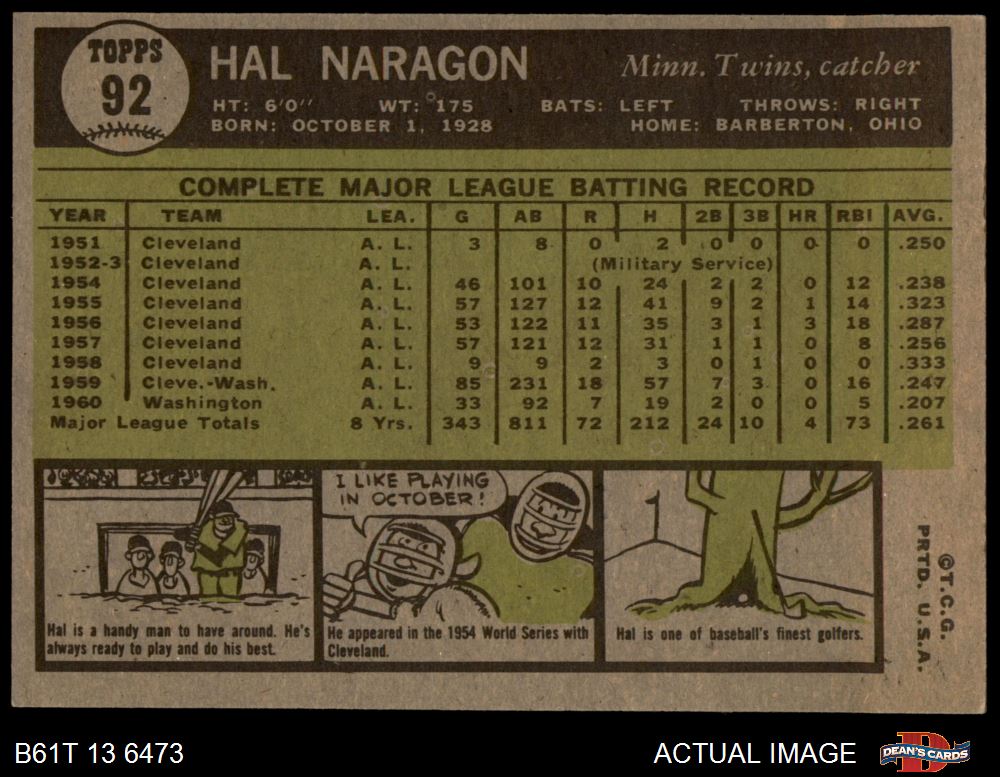 TOPPS
92
HAL NARAGON
Minn. Twins, catcher
HT: 6'0" WT: 175 BATS: LEFT THROWS: RIGHT
BORN: OCTOBER 1, 1928 HOME: BARBERTON, OHIO
COMPLETE MAJOR LEAGUE BATTING RECORD
YEAR TEAM LEA. G AB R H 2B 3B HR RBI AVG.
1951 Cleveland A. L. 3 8 0 2 0 0 0 0 .250
1952-3 Cleveland A. L. (Military Service)
1954 Cleveland A. L. 46 101 10 24 2 2 0 12 .238
1955 Cleveland A. L. 57 127 12 41 9 2 1 14 .323
1956 Cleveland A. L. 53 122 11 35 3 1 3 18 .287
1957 Cleveland A. L. 57 121 12 31 1 1 0 8 .256
1958 Cleveland A. L. 9 9 2 3 0 1 0 0 .333
1959 Cleve.-Wash. A. L. 85 231 18 57 7 3 0 16 .247
1960 Washington A. L. 33 92 7 19 2 0 0 5 .207
Major League Totals 8 Yrs. 343 811 72 212 24 10 4 73 .261
Hal is a handy man to have around. He's
always ready to play and do his best.
I LIKE PLAYING
IN OCTOBER!
He appeared in the 1954 World Series with
Cleveland.
Hal is one of baseball's finest golfers.
©T.C.G.
PRTD. U.S.A.
B61T 13 6473
ACTUAL IMAGE
DEAN'S CARDS